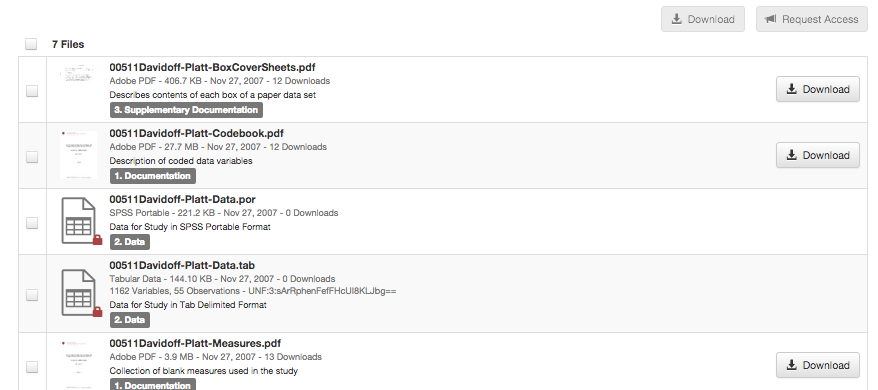 Download
Request Access
7 Files
00511Davidoff-Platt-BoxCoverSheets.pdf
Adobe PDF - 406.7 KB - Nov 27, 2007 - 12 Downloads
Describes contents of each box of a paper data set
3. Supplementary Documentation
Download
00511Davidoff-Platt-Codebook.pdf
Adobe PDF - 27.7 MB - Nov 27, 2007 - 12 Downloads
Description of coded data variables
1. Documentation
Download
00511Davidoff-Platt-Data.por
SPSS Portable - 221.2 KB - Nov 27, 2007 - 0 Downloads
Data for Study in SPSS Portable Format
2. Data
00511Davidoff-Platt-Data.tab
Tabular Data - 144.10 KB - Nov 27, 2007 - 0 Downloads
1162 Variables, 55 Observations - UNF:3:sArRphenFefFHcUI8KLJbg==
Data for Study in Tab Delimited Format
2. Data
00511Davidoff-Platt-Measures.pdf
Adobe PDF - 3.9 MB - Nov 27, 2007 - 13 Downloads
Collection of blank measures used in the study
1. Documentation
Download